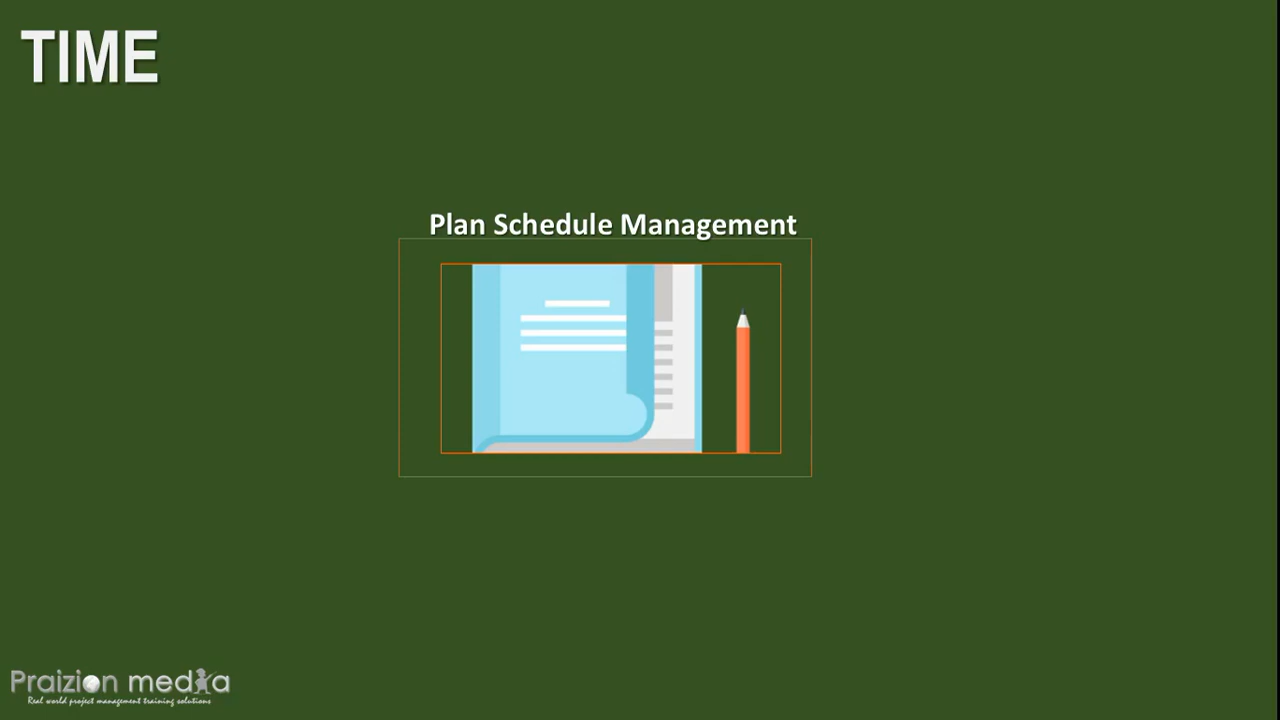 TIME
Plan Schedule Management
Praizion media
Real world project management training solutions